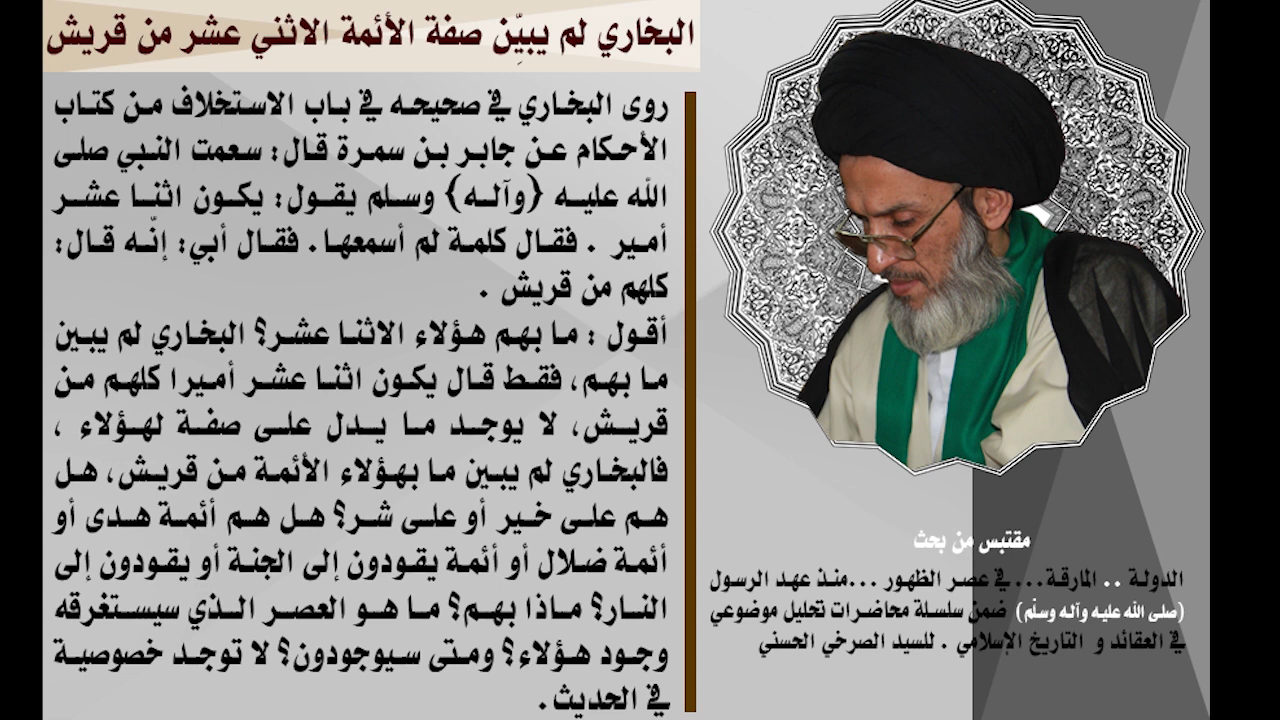 البخاري لم يبيّن صفة الأئمة الاثني عشر من قريش
روى البخاري في صحيحه في باب الاستخلاف من كتاب
الأحكام عن جابر بن سمرة قال: سعمت النبي صلى
الله عليه {وآله} وسلم يقول: يكون اثنا عشر
أمير . فقال كلمة لم أسمعها. فقال أبي: إنّه قال:
كلهم من قريش .
أقول : ما بهم هؤلاء الاثنا عشر؟ البخاري لم يبين
ما بهم، فقط قال يكون اثنا عشر أميرا كلهم من
قريش، لا يوجد ما يدل على صفة لهؤلاء ،
فالبخاري لم يبين ما بهؤلاء الأئمة من قريش، هل
هم على خير أو على شر؟ هل هم أئمة هدى أو
أئمة ضلال أو أئمة يقودون إلى الجنة أو يقودون إلى
النار؟ ماذا بهم؟ ما هو العصر الذي سيستغرقه
وجود هؤلاء؟ ومتى سيوجودون؟ لا توجد خصوصية
في الحديث.
مقتبس من بحث
الدولة .. المارقة...في عصر الظهور ...منذ عهد الرسول
(صلى الله عليه وآله وسلّم) ضمن سلسلة محاضرات تحليل موضوعي
في العقائد و التاريخ الإسلامي . للسيد الصرخي الحسني